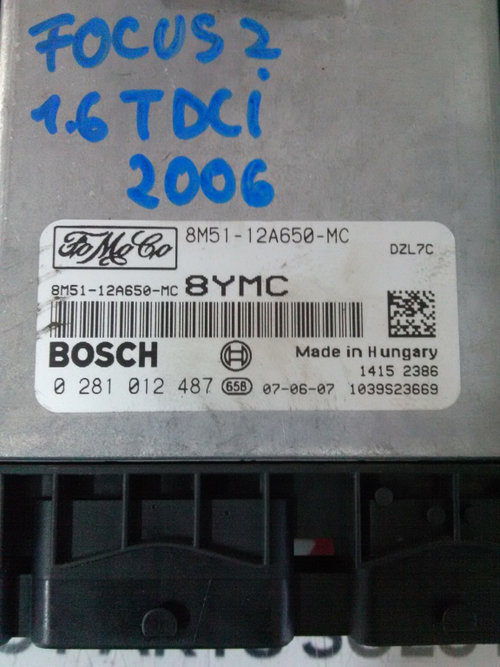 FOCUS 2
1.6 TDCi
2006
FoMoCo
8M51-12A650-MC
DZL7C
8M51-12A650-MC 8YMC
BOSCH
Made in Hungary
1415 2386
0 281 012 487 658 07-06-07 1039S23669